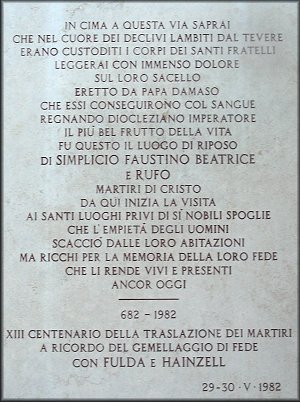 IN CIMA A QUESTA VIA SAPRAI
CHE NEL CUORE DEI DECLIVI LAMBITI DAL TEVERE
ERANO CUSTODITI I CORPI DEI SANTI FRATELLI
LEGGERAI CON IMMENSO DOLORE
SUL LORO SACELLO
ERETTO DA PAPA DAMASO
CHE ESSI CONSEGUIRONO COL SANGUE
REGNANDO DIOCLEZIANO IMPERATORE
IL PIÙ BEL FRUTTO DELLA VITA
FU QUESTO IL LUOGO DI RIPOSO
DI SIMPLICIO FAUSTINO BEATRICE
E RUFO
MARTIRI DI CRISTO
DA QUI INIZIA LA VISITA
AI SANTI LUOGHI PRIVI DI SÌ NOBILI SPOGLIE
CHE L'EMPIETÀ DEGLI UOMINI
SCACCIÒ DALLE LORO ABITAZIONI
MA RICCHI PER LA MEMORIA DELLA LORO FEDE
CHE LI RENDE VIVI E PRESENTI
ANCOR OGGI
682 - 1982
XIII CENTENARIO DELLA TRASLAZIONE DEI MARTIRI
A RICORDO DEL GEMELLAGGIO DI FEDE
CON FULDA E HAINZELL
29-30 · V · 1982